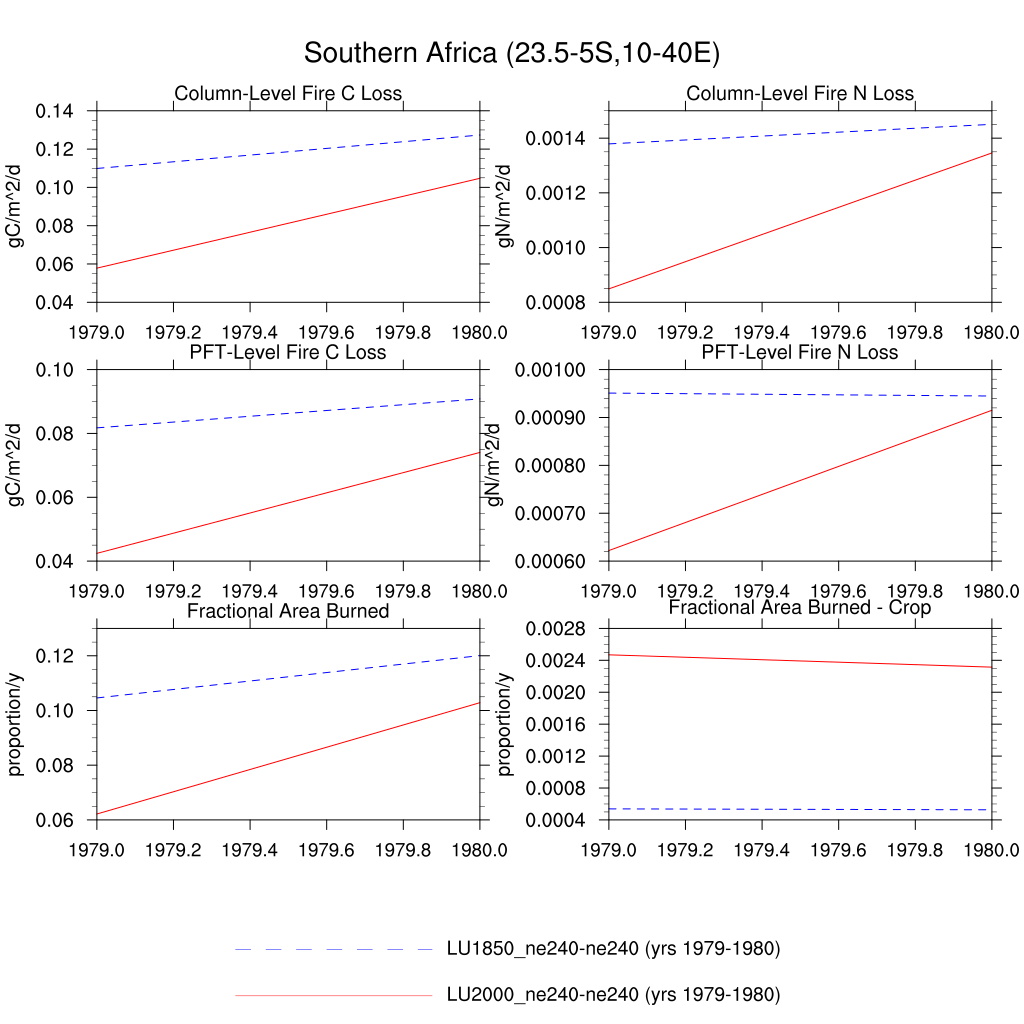 Southern Africa (23.5-5S,10-40E)
Column-Level Fire C Loss
gC/m^2/d
0.14
0.12
0.10
0.08
0.06
0.04
1979.0 1979.2 1979.4 1979.6 1979.8 1980.0
Column-Level Fire N Loss
gN/m^2/d
0.0014
0.0012
0.0010
0.0008
1979.0 1979.2 1979.4 1979.6 1979.8 1980.0
PFT-Level Fire C Loss
gC/m^2/d
0.10
0.08
0.06
0.04
1979.0 1979.2 1979.4 1979.6 1979.8 1980.0
PFT-Level Fire N Loss
gN/m^2/d
0.00100
0.00090
0.00080
0.00070
0.00060
1979.0 1979.2 1979.4 1979.6 1979.8 1980.0
Fractional Area Burned
proportion/y
0.12
0.10
0.08
0.06
1979.0 1979.2 1979.4 1979.6 1979.8 1980.0
Fractional Area Burned - Crop
proportion/y
0.0028
0.0024
0.0020
0.0016
0.0012
0.0008
0.0004
1979.0 1979.2 1979.4 1979.6 1979.8 1980.0
LU1850_ne240-ne240 (yrs 1979-1980)
LU2000_ne240-ne240 (yrs 1979-1980)